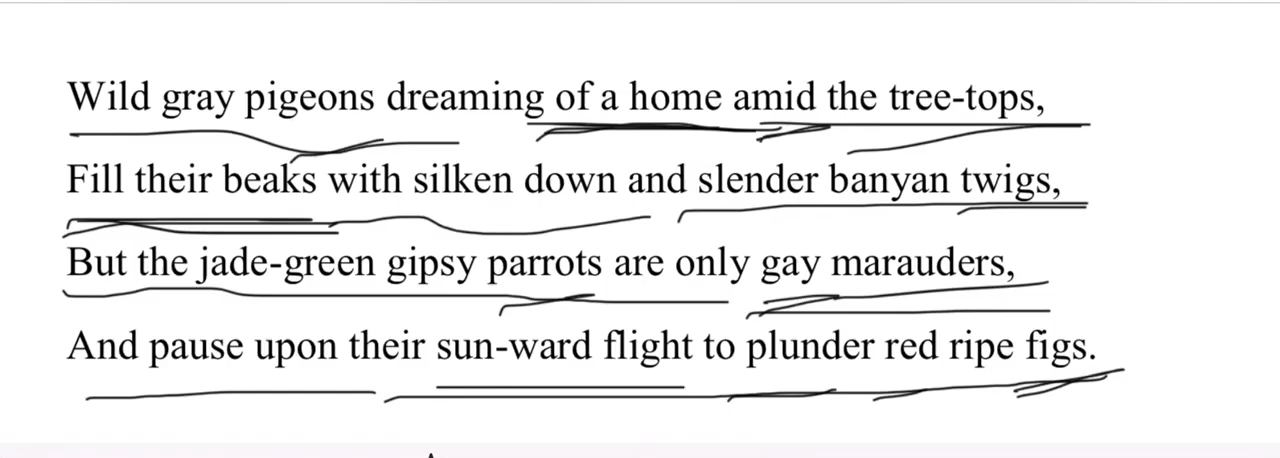 Wild gray pigeons dreaming of a home amid the tree-tops,
Fill their beaks with silken down and slender banyan twigs,
But the jade-green gipsy parrots are only gay marauders,
And pause upon their sun-ward flight to plunder red ripe figs.